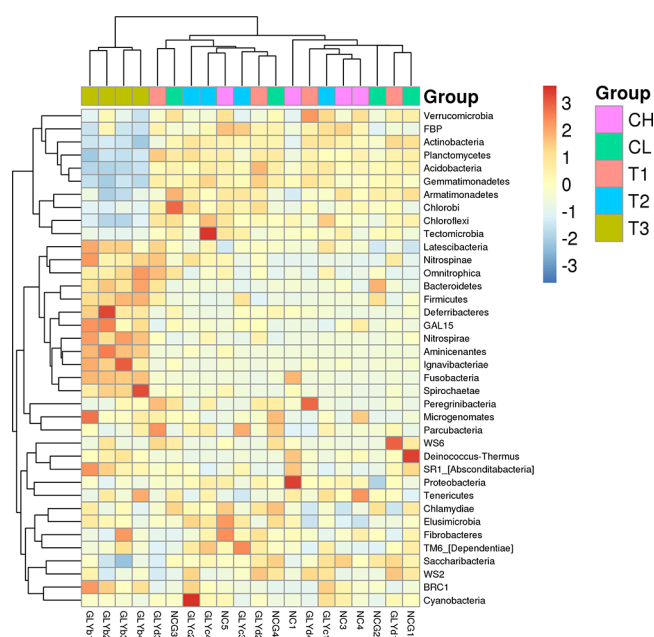 Group
Verrucomicrobia
FBP
Actinobacteria
Planctomycetes
Acidobacteria
Gemmatimonadetes
Armatimonadetes
Chlorobi
Chloroflexi
Tectomicrobia
Latescibacteria
Nitrospinae
Omnitrophica
Bacteroidetes
Firmicutes
Deferribacteres
GAL15
Nitrospirae
Aminicenantes
Ignavibacteriae
Fusobacteria
Spirochaetae
Peregrinibacteria
Microgenomates
Parcubacteria
WS6
Deinococcus-Thermus
SR1_[Absconditabacteria]
Proteobacteria
Tenericutes
Chlamydiae
Elusimicrobia
Fibrobacteres
TM6_[Dependentiae]
Saccharibacteria
WS2
BRC1
Cyanobacteria
NCG3
NC5
NCG4
NC1
NC3
NC4
NCG2
NCG1
3
2
1
0
-1
-2
-3
Group
CH
CL
T1
T2
T3